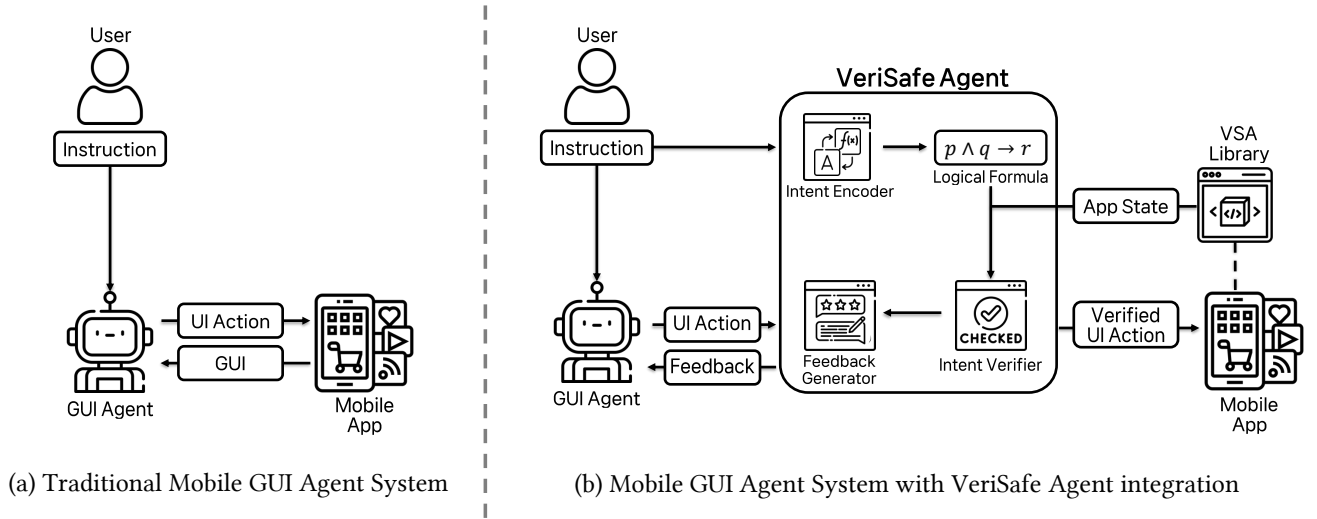 User
Instruction
UI Action
GUI
GUI Agent
Mobile
App
(a) Traditional Mobile GUI Agent System
User
Instruction
VeriSafe Agent
f(x)
A
Intent Encoder
p ∧ q → r
Logical Formula
VSA
Library
</>
App State
UI Action
Feedback
GUI Agent
Feedback
Generator
CHECKED
Intent Verifier
Verified
UI Action
Mobile
App
(b) Mobile GUI Agent System with VeriSafe Agent integration